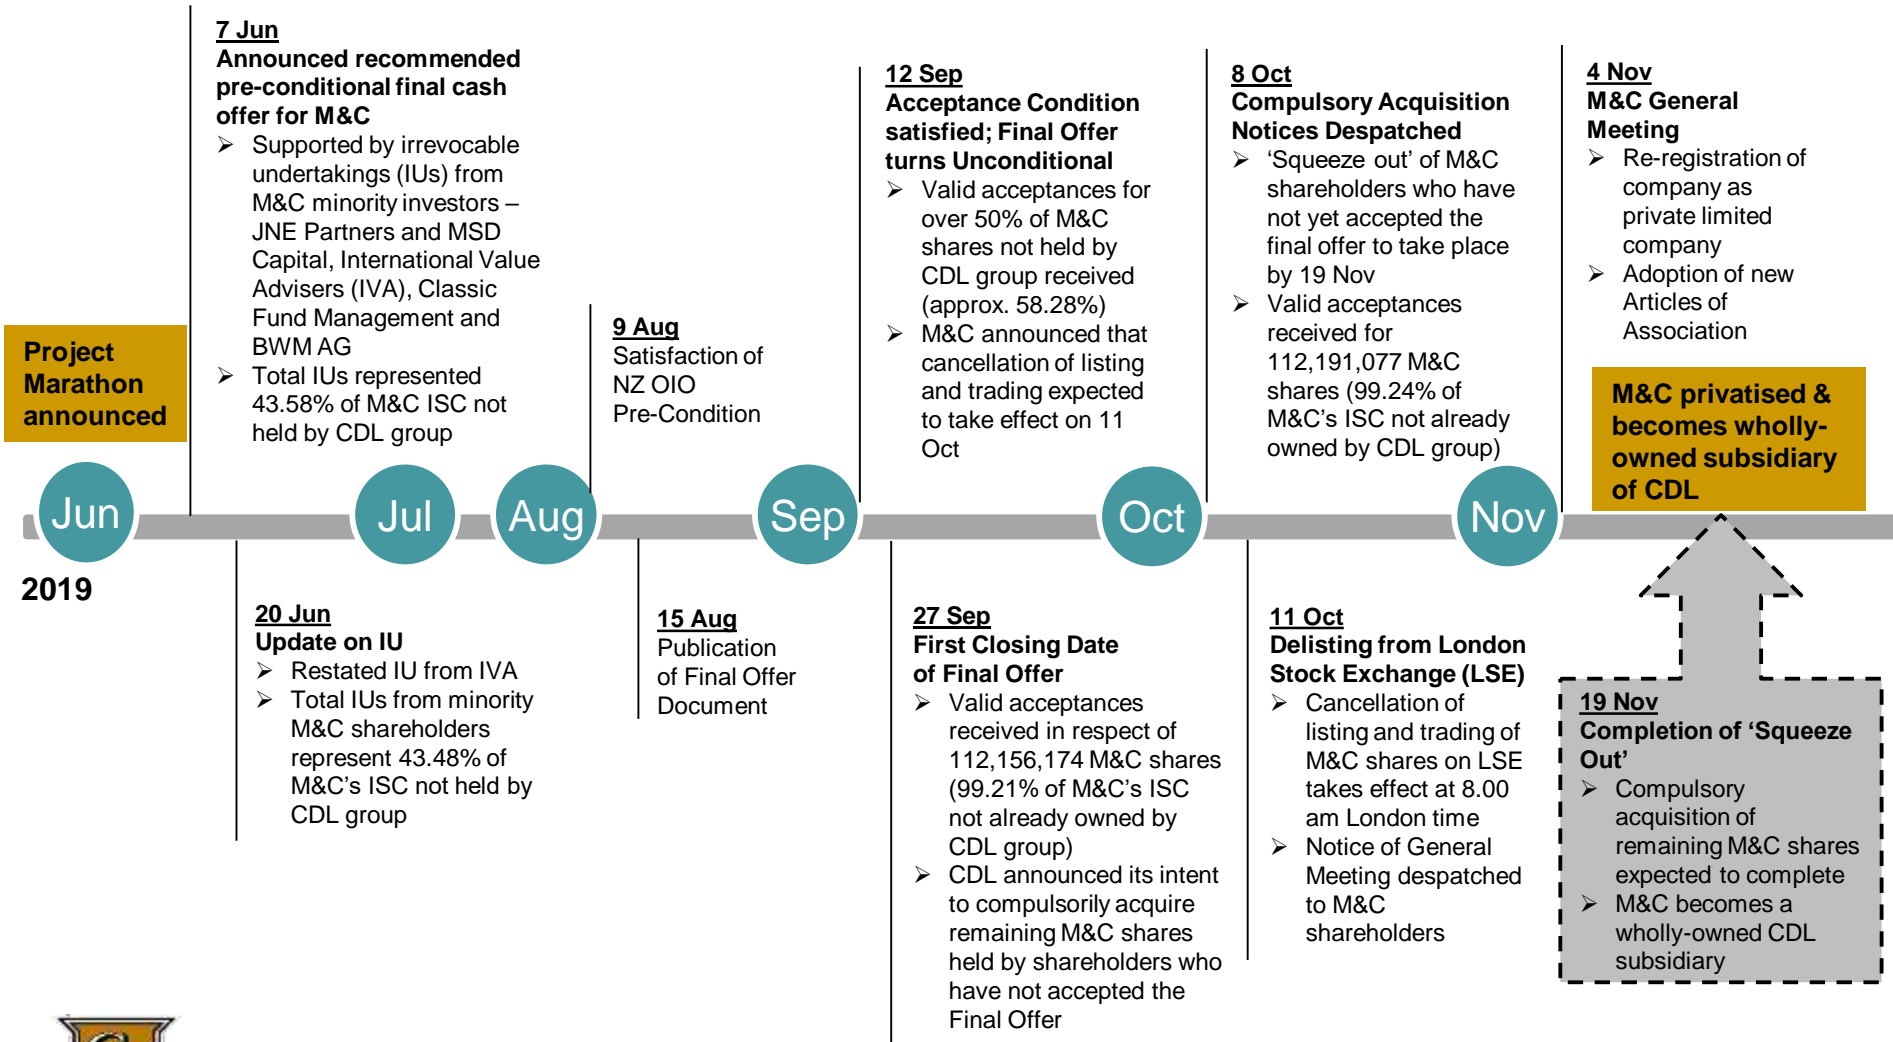 Project
Marathon
announced
7 Jun
Announced recommended
pre-conditional final cash
offer for M&C
➢ Supported by irrevocable
undertakings (IUs) from
M&C minority investors –
JNE Partners and MSD
Capital, International Value
Advisers (IVA), Classic
Fund Management and
BWM AG
➢ Total IUs represented
43.58% of M&C ISC not
held by CDL group
9 Aug
Satisfaction of
NZ OIO
Pre-Condition
12 Sep
Acceptance Condition
satisfied; Final Offer
turns Unconditional
➢ Valid acceptances for
over 50% of M&C
shares not held by
CDL group received
(approx. 58.28%)
➢ M&C announced that
cancellation of listing
and trading expected
to take effect on 11
Oct
8 Oct
Compulsory Acquisition
Notices Despatched
➢ ‘Squeeze out’ of M&C
shareholders who have
not yet accepted the
final offer to take place
by 19 Nov
➢ Valid acceptances
received for
112,191,077 M&C
shares (99.24% of
M&C’s ISC not already
owned by CDL group)
4 Nov
M&C General
Meeting
➢ Re-registration of
company as
private limited
company
➢ Adoption of new
Articles of
Association
M&C privatised &
becomes wholly-
owned subsidiary
of CDL
Jun
Jul
Aug
Sep
Oct
Nov
2019
20 Jun
Update on IU
➢ Restated IU from IVA
➢ Total IUs from minority
M&C shareholders
represent 43.48% of
M&C’s ISC not held by
CDL group
15 Aug
Publication
of Final Offer
Document
27 Sep
First Closing Date
of Final Offer
➢ Valid acceptances
received in respect of
112,156,174 M&C shares
(99.21% of M&C’s ISC
not already owned by
CDL group)
➢ CDL announced its intent
to compulsorily acquire
remaining M&C shares
held by shareholders who
have not accepted the
Final Offer
11 Oct
Delisting from London
Stock Exchange (LSE)
➢ Cancellation of
listing and trading of
M&C shares on LSE
takes effect at 8.00
am London time
➢ Notice of General
Meeting despatched
to M&C
shareholders
19 Nov
Completion of ‘Squeeze
Out’
➢ Compulsory
acquisition of
remaining M&C shares
expected to complete
➢ M&C becomes a
wholly-owned CDL
subsidiary